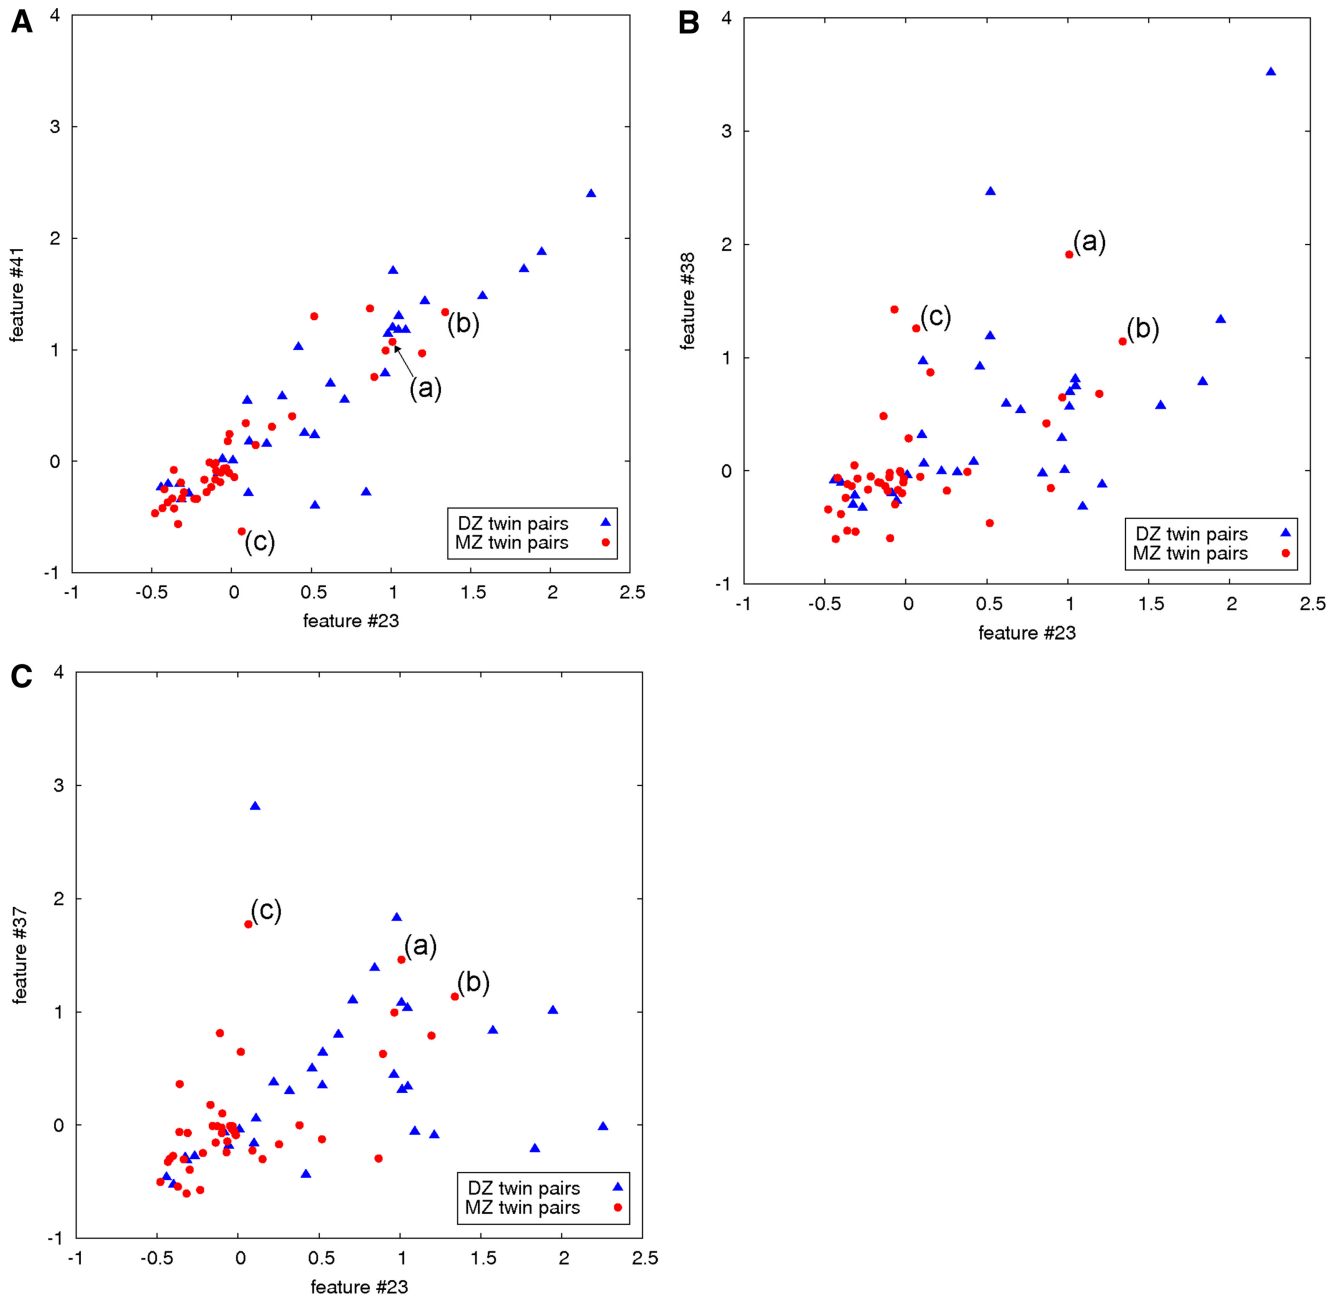 A
4
3
2
1
0
-1
feature #41
(b)
(a)
(c)
DZ twin pairs
MZ twin pairs
-1 -0.5 0 0.5 1 1.5 2 2.5
feature #23
B
4
3
2
1
0
-1
feature #38
(a)
(c)
(b)
DZ twin pairs
MZ twin pairs
-1 -0.5 0 0.5 1 1.5 2 2.5
feature #23
C
4
3
2
1
0
-1
feature #37
(c)
(a)
(b)
DZ twin pairs
MZ twin pairs
-1 -0.5 0 0.5 1 1.5 2 2.5
feature #23